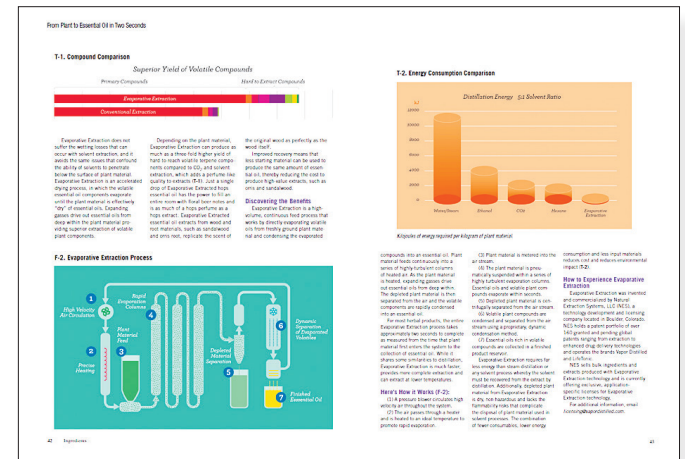 From Plant to Essential Oil in Two Seconds
T-1. Compound Comparison
Superior Yield of Volatile Compounds
Primary Compounds
Hard to Extract Compounds
Evaporative Extraction
Conventional Extraction
Evaporative Extraction does not
suffer the wetting losses that can
occur with solvent extraction, and it
avoids the same issues that confound
the ability of solvents to penetrate
below the surface of plant material.
Evaporative Extraction is an accelerated
drying process, in which the volatile
essential oil components evaporate
until the plant material is effectively
"dry" of essential oils. Expanding
gasses drive out essential oils from
deep within the plant material pro-
viding superior extraction of volatile
plant components.
Depending on the plant material,
Evaporative Extraction can produce as
much as a three fold higher yield of
hard to reach volatile terpene compo-
nents compared to CO2 and solvent
extraction, which adds a perfume-like
quality to extracts (T-1). Just a single
drop of Evaporative Extracted hops
essential oil has the power to fill an
entire room with floral beer notes and
is as much of a hops perfume as a
hops extract. Evaporative Extracted
essential oil extracts from wood and
root materials, such as sandalwood
and orris root, replicate the scent of
the original wood as perfectly as the
wood itself.
Improved recovery means that
less starting material can be used to
produce the same amount of essen-
tial oil, thereby reducing the cost to
produce high value extracts, such as
orris and sandalwood.
Discovering the Benefits
Evaporative Extraction is a high-
volume, continuous feed process that
works by directly evaporating volatile
oils from freshly ground plant mate-
rial and condensing the evaporated
F-2. Evaporative Extraction Process
1
High Velocity
Air Circulation
2
Precise
Heating
Plant
Material
Feed
3
Rapid
Evaporation
Columns
4
Depleted
Material
Separation
5
6
Dynamic
Separation
of Evaporated
Volatiles
7
Finished
Essential Oil
42 Ingredients
T-2. Energy Consumption Comparison
Distillation Energy 5:1 Solvent Ratio
kJ
12000
10000
8000
6000
4000
2000
0
Water/Steam
Ethanol
CO2
Hexane
Evaporative
Extraction
Kilojoules of energy required per kilogram of plant material
compounds into an essential oil. Plant
material feeds continuously into a
series of highly-turbulent columns
of heated air. As the plant material
is heated, expanding gasses drive
out essential oils from deep within.
The depleted plant material is then
separated from the air and the volatile
components are rapidly condensed
into an essential oil.
For most herbal products, the entire
Evaporative Extraction process takes
approximately two seconds to complete
as measured from the time that plant
material first enters the system to the
collection of essential oil. While it
shares some similarities to distillation,
Evaporative Extraction is much faster,
provides more complete extraction and
can extract at lower temperatures.
Here's How it Works (F-2):
(1) A pressure blower circulates high
velocity air throughout the system.
(2) The air passes through a heater
and is heated to an ideal temperature to
promote rapid evaporation.
(3) Plant material is metered into the
air stream.
(4) The plant material is pneu-
matically suspended within a series of
highly turbulent evaporation columns.
Essential oils and volatile plant com-
pounds evaporate within seconds.
(5) Depleted plant material is cen-
trifugally separated from the air stream.
(6) Volatile plant compounds are
condensed and separated from the air
stream using a proprietary, dynamic
condensation method.
(7) Essential oils rich in volatile
compounds are collected in a finished
product reservoir.
Evaporative Extraction requires far
less energy than steam distillation or
any solvent process whereby the solvent
must be recovered from the extract by
distillation. Additionally, depleted plant
material from Evaporative Extraction
is dry, non-hazardous and lacks the
flammability risks that complicate
the disposal of plant material used in
solvent processes. The combination
of fewer consumables, lower energy
consumption and less input materials
reduces cost and reduces environmental
impact (T-2).
How to Experience Evaporative
Extraction
Evaporative Extraction was invented
and commercialized by Natural
Extraction Systems, LLC (NES), a
technology development and licensing
company located in Boulder, Colorado.
NES holds a patent portfolio of over
160 granted and pending global
patents ranging from extraction to
enhanced drug delivery technologies
and operates the brands Vapor Distilled
and LifeTonic.
NES sells bulk ingredients and
extracts produced with Evaporative
Extraction technology and is currently
offering exclusive, application-
specific licenses for Evaporative
Extraction technology.
For additional information, email
licensing@vapordistilled.com.